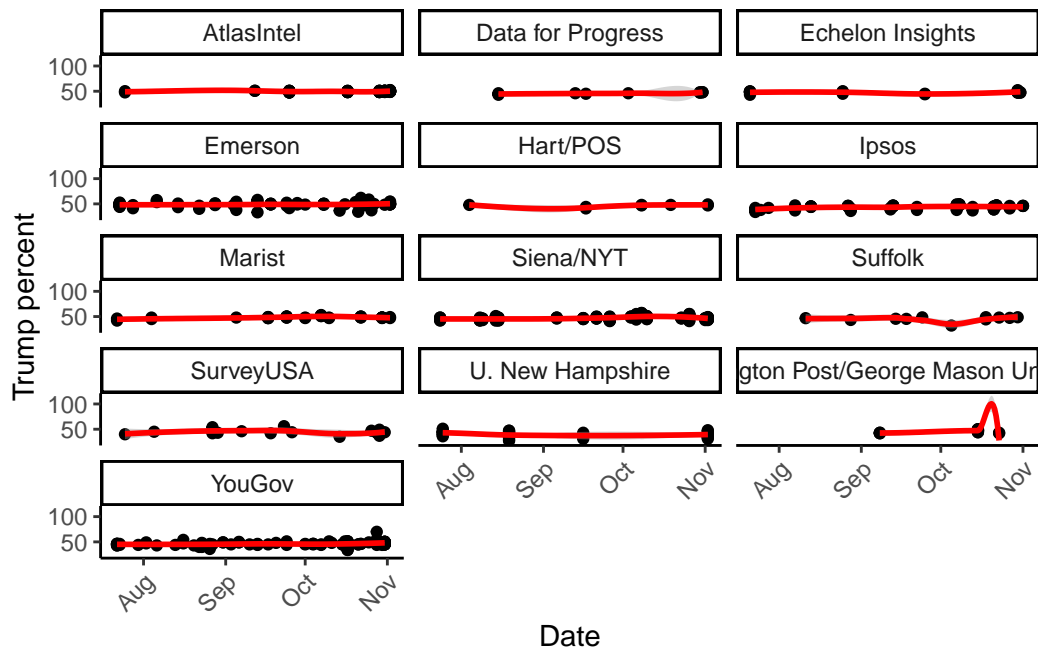 AtlasIntel
Data for Progress
Echelon Insights
100
50
Emerson
Hart/POS
Ipsos
100
50
Marist
Siena/NYT
Suffolk
100
50
SurveyUSA
U. New Hampshire
gton Post/George Mason Un
100
50
Aug
Sep
Oct
Nov
Aug
Sep
Oct
Nov
YouGov
100
50
Aug
Sep
Oct
Nov
Trump percent
Date